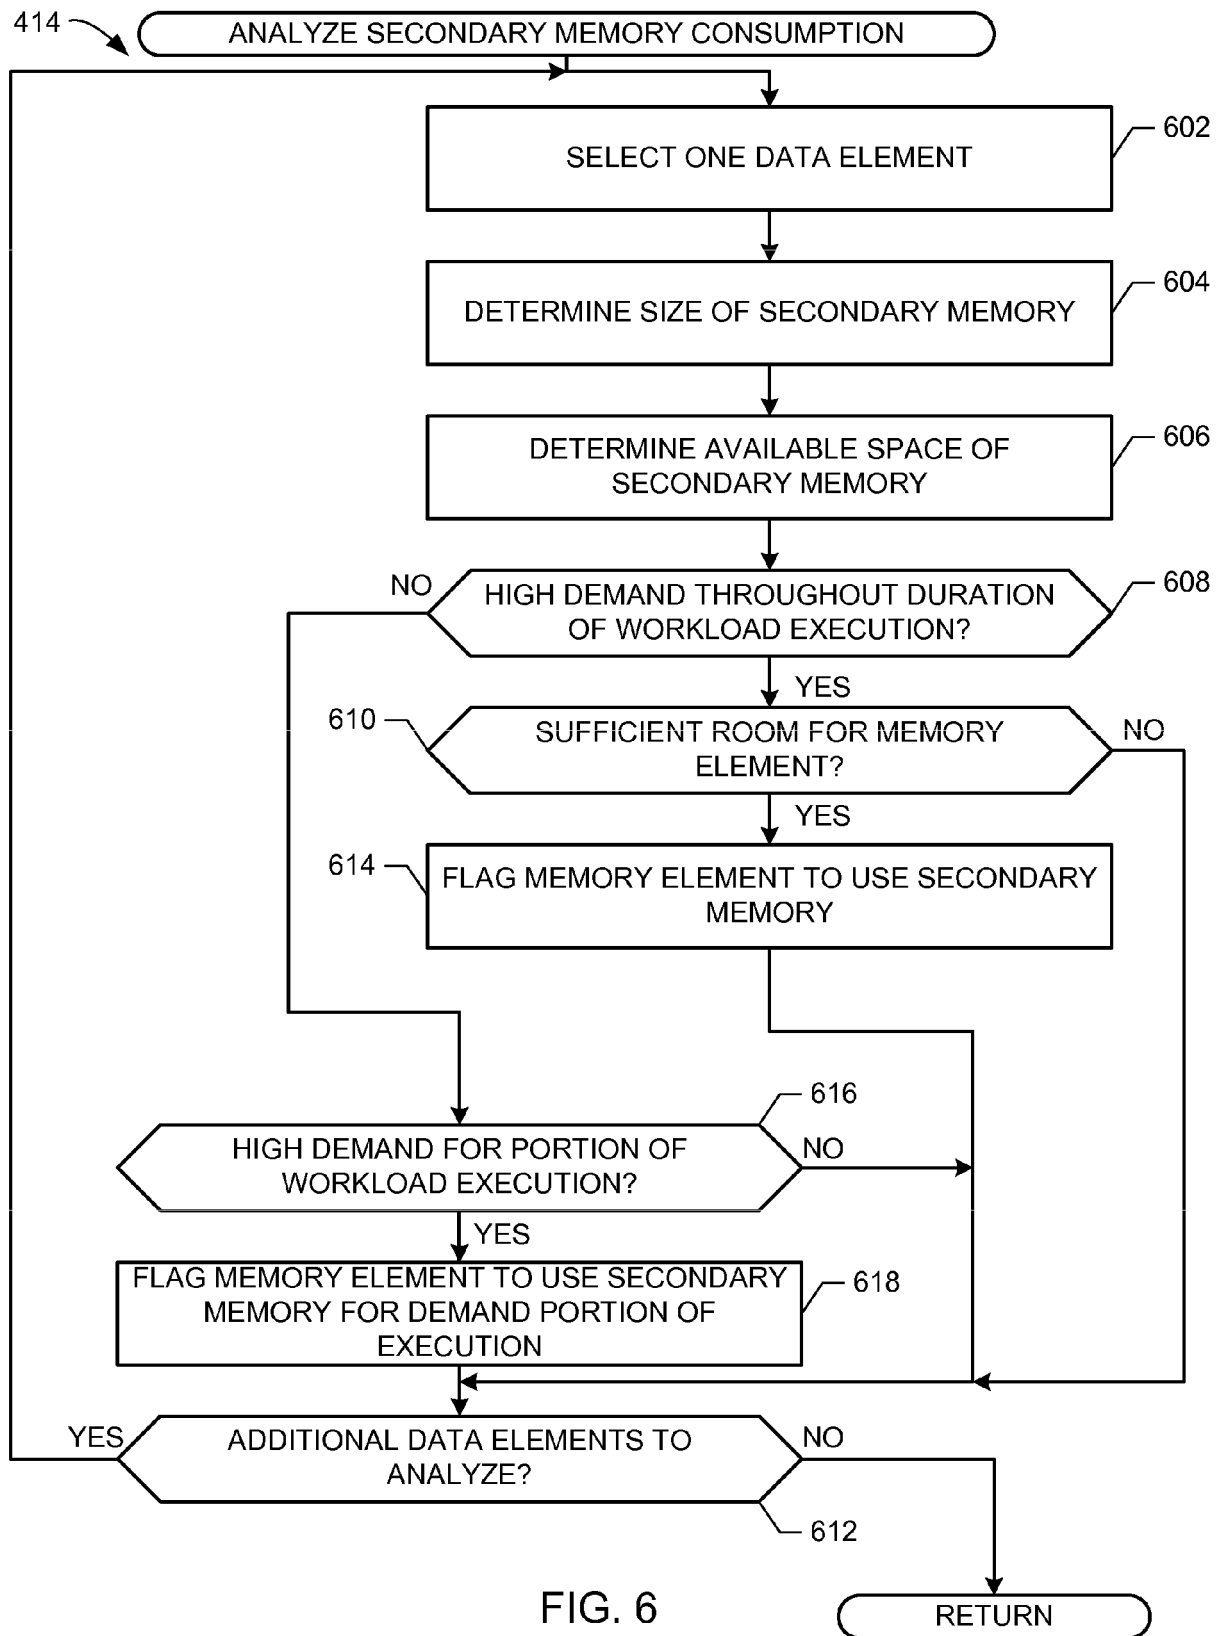 414
ANALYZE SECONDARY MEMORY CONSUMPTION
602
SELECT ONE DATA ELEMENT
604
DETERMINE SIZE OF SECONDARY MEMORY
606
DETERMINE AVAILABLE SPACE OF
SECONDARY MEMORY
NO
608
HIGH DEMAND THROUGHOUT DURATION
OF WORKLOAD EXECUTION?
YES
610
SUFFICIENT ROOM FOR MEMORY
ELEMENT?
NO
YES
614
FLAG MEMORY ELEMENT TO USE SECONDARY
MEMORY
616
HIGH DEMAND FOR PORTION OF
WORKLOAD EXECUTION?
NO
YES
FLAG MEMORY ELEMENT TO USE SECONDARY
MEMORY FOR DEMAND PORTION OF
EXECUTION
618
YES
ADDITIONAL DATA ELEMENTS TO
ANALYZE?
NO
612
FIG. 6
RETURN